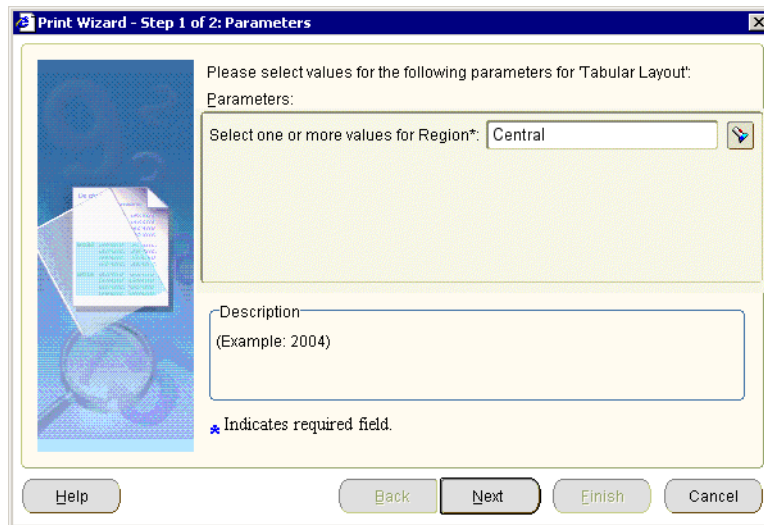 Print Wizard - Step 1 of 2: Parameters
Please select values for the following parameters for 'Tabular Layout':
Parameters:
Select one or more values for Region*: Central
Description
(Example: 2004)
* Indicates required field.
Help Back Next Finish Cancel